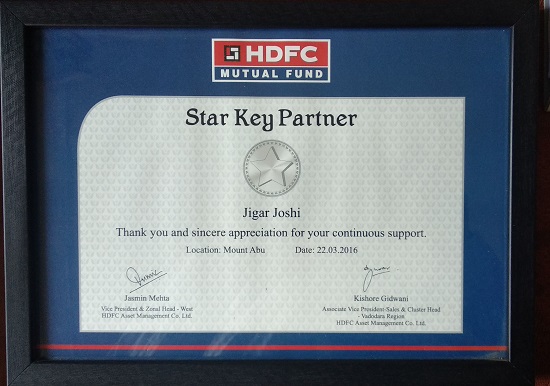 HDFC
MUTUAL FUND
Star Key Partner
Jigar Joshi
Thank you and sincere appreciation for your continuous support.
Location: Mount Abu Date: 22.03.2016
Jasmin Mehta
Vice President & Zonal Head - West
HDFC Asset Management Co. Ltd.
Kishore Gidwani
Associate Vice President-Sales & Cluster Head
- Vadodara Region
HDFC Asset Management Co. Ltd.